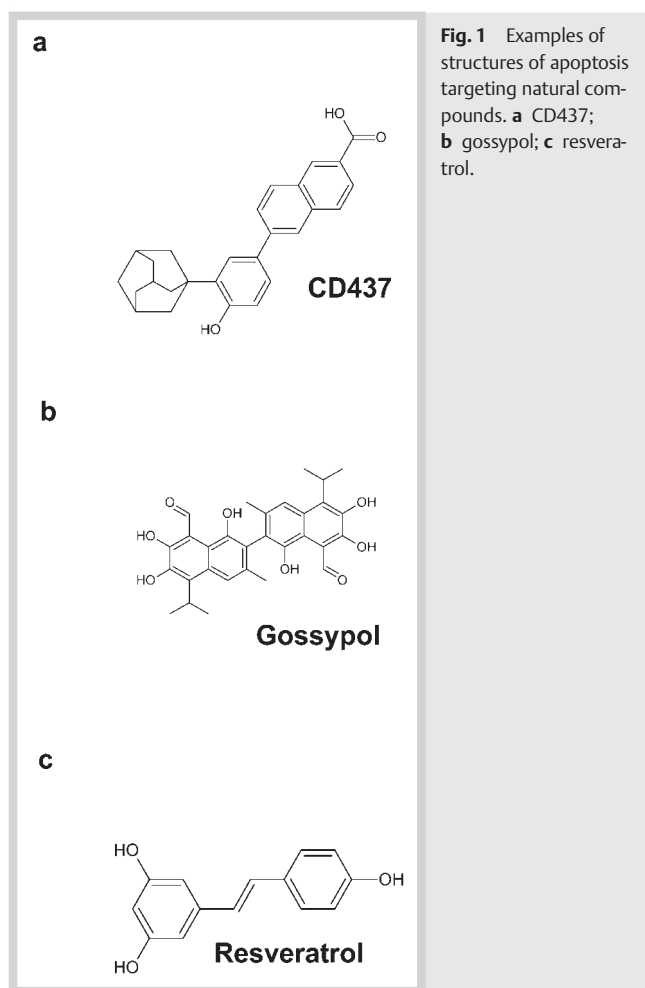 a
HO
O
CD437
HO
b
O
OH
OH
HO
HO
OH
OH
O
Gossypol
c
HO
OH
HO
Resveratrol
Fig. 1 Examples of
structures of apoptosis
targeting natural com-
pounds. a CD437;
b gossypol; c resvera-
trol.